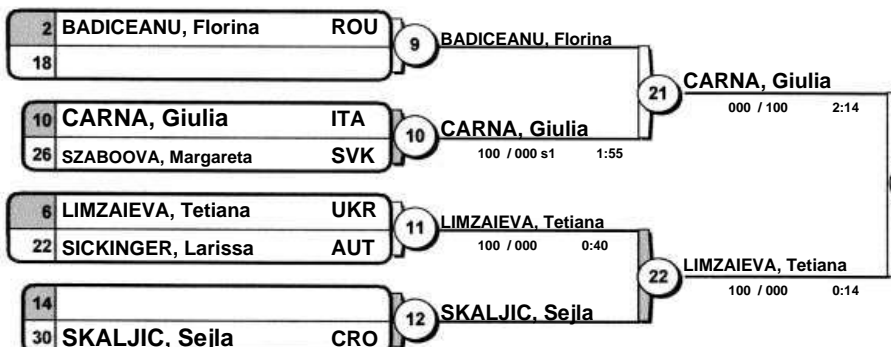 2 BADICEANU, Florina ROU
18
9
BADICEANU, Florina
10 CARNA, Giulia ITA
26 SZABOOVA, Margareta SVK
10
CARNA, Giulia
100 / 000 s1 1:55
21
CARNA, Giulia
000 / 100 2:14
6 LIMZAIEVA, Tetiana UKR
22 SICKINGER, Larissa AUT
11
LIMZAIEVA, Tetiana
100 / 000 0:40
14
30 SKALJIC, Sejla CRO
12
SKALJIC, Sejla
22
LIMZAIEVA, Tetiana
100 / 000 0:14